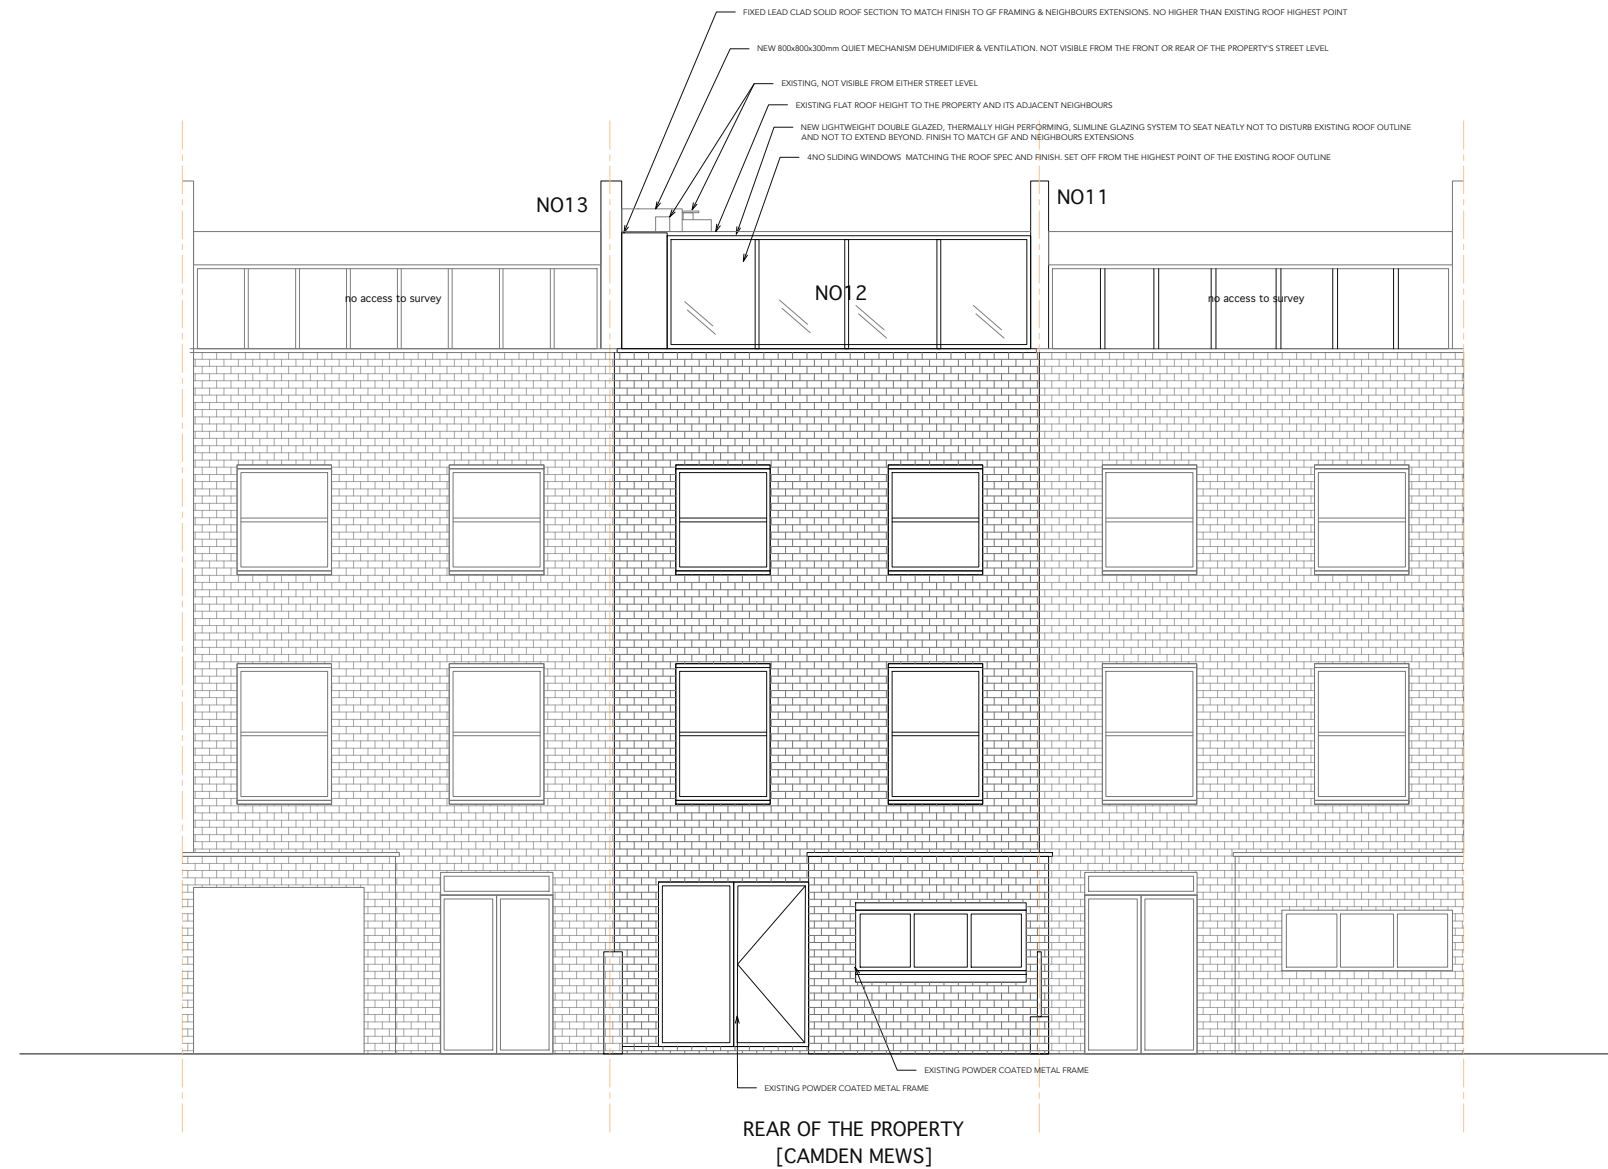 FIXED LEAD CLAD SOLID ROOF SECTION TO MATCH FINISH TO GF FRAMING & NEIGHBOURS EXTENSIONS. NO HIGHER THAN EXISTING ROOF HIGHEST POINT
NEW 800x800x300mm QUIET MECHANISM DEHUMIDIFIER & VENTILATION. NOT VISIBLE FROM THE FRONT OR REAR OF THE PROPERTY'S STREET LEVEL
EXISTING, NOT VISIBLE FROM EITHER STREET LEVEL
EXISTING FLAT ROOF HEIGHT TO THE PROPERTY AND ITS ADJACENT NEIGHBOURS
NEW LIGHTWEIGHT DOUBLE GLAZED, THERMALLY HIGH PERFORMING, SLIMLINE GLAZING SYSTEM TO SEAT NEATLY NOT TO DISTURB EXISTING ROOF OUTLINE
AND NOT TO EXTEND BEYOND. FINISH TO MATCH GF AND NEIGHBOURS EXTENSIONS
4NO SLIDING WINDOWS MATCHING THE ROOF SPEC AND FINISH. SET OFF FROM THE HIGHEST POINT OF THE EXISTING ROOF OUTLINE
NO13
NO11
NO12
no access to survey
no access to survey
EXISTING POWDER COATED METAL FRAME
EXISTING POWDER COATED METAL FRAME
REAR OF THE PROPERTY
[CAMDEN MEWS]